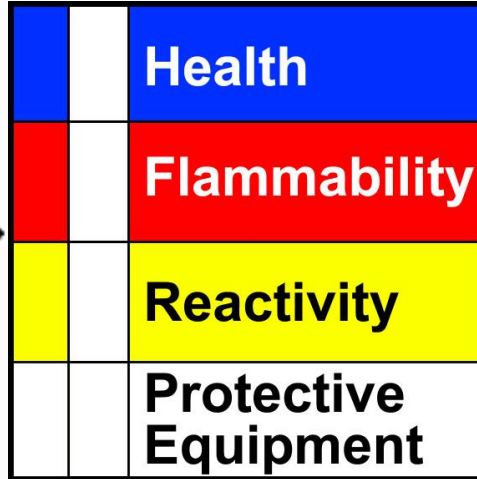 Health
Flammability
Reactivity
Protective
Equipment